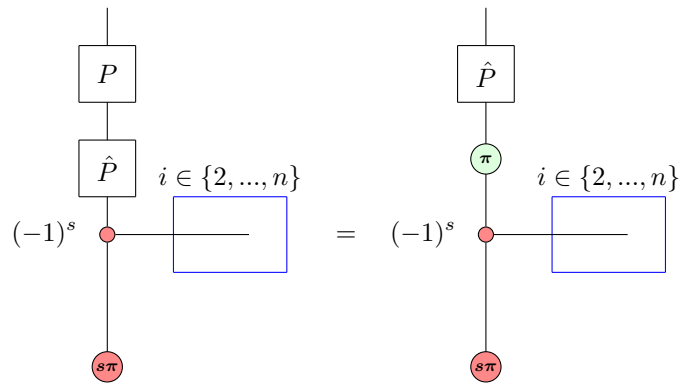 P
P̂
π
P̂
i ∈ {2, ..., n}
i ∈ {2, ..., n}
(−1)ˢ
=
(−1)ˢ
sπ
sπ